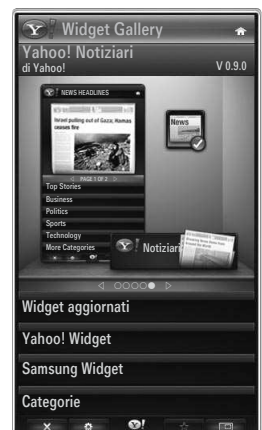 Y! Widget Gallery
Yahoo! Notiziari
di Yahoo! V 0.9.0
Y! NEWS HEADLINES
Israel pulling out of Gaza, Hamas
ceases fire
PAGE 1 OF 2
Top Stories
Business
Politics
Sports
Technology
More Categories
News
Y! Notiziari
Widget aggiornati
Yahoo! Widget
Samsung Widget
Categorie
Y!